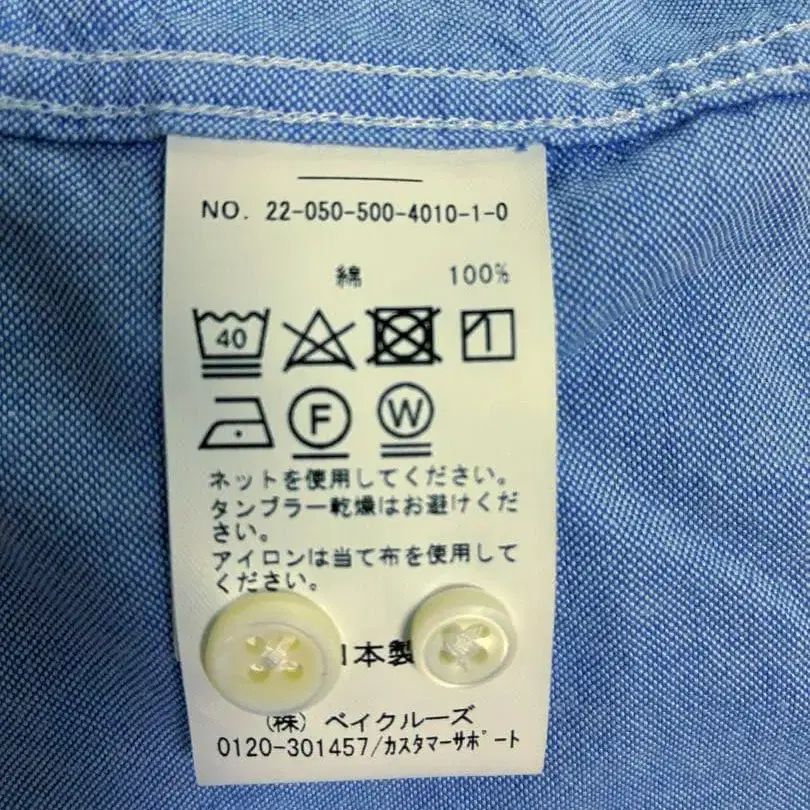 NO. 22-050-500-4010-1-0
綿 100%
40
F W
ネットを使用してください。
タンブラー乾燥はお避けくだ
さい。
アイロンは当て布を使用して
ください。
本製
(株) ベイクルーズ
0120-301457/カスタマーサポート